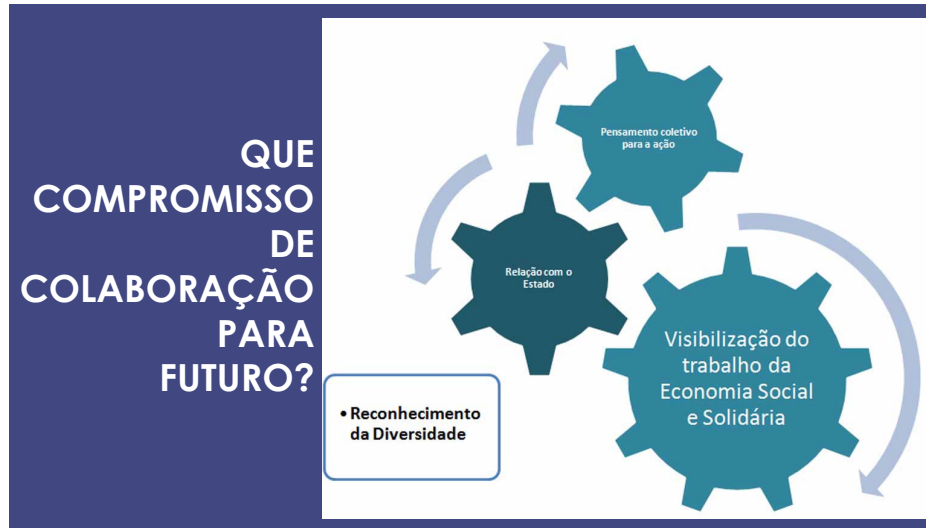 QUE
COMPROMISSO
DE
COLABORAÇÃO
PARA
FUTURO?
Pensamento coletivo
para a ação
Relação com o
Estado
Visibilização do
trabalho da
Economia Social
e Solidária
• Reconhecimento
da Diversidade